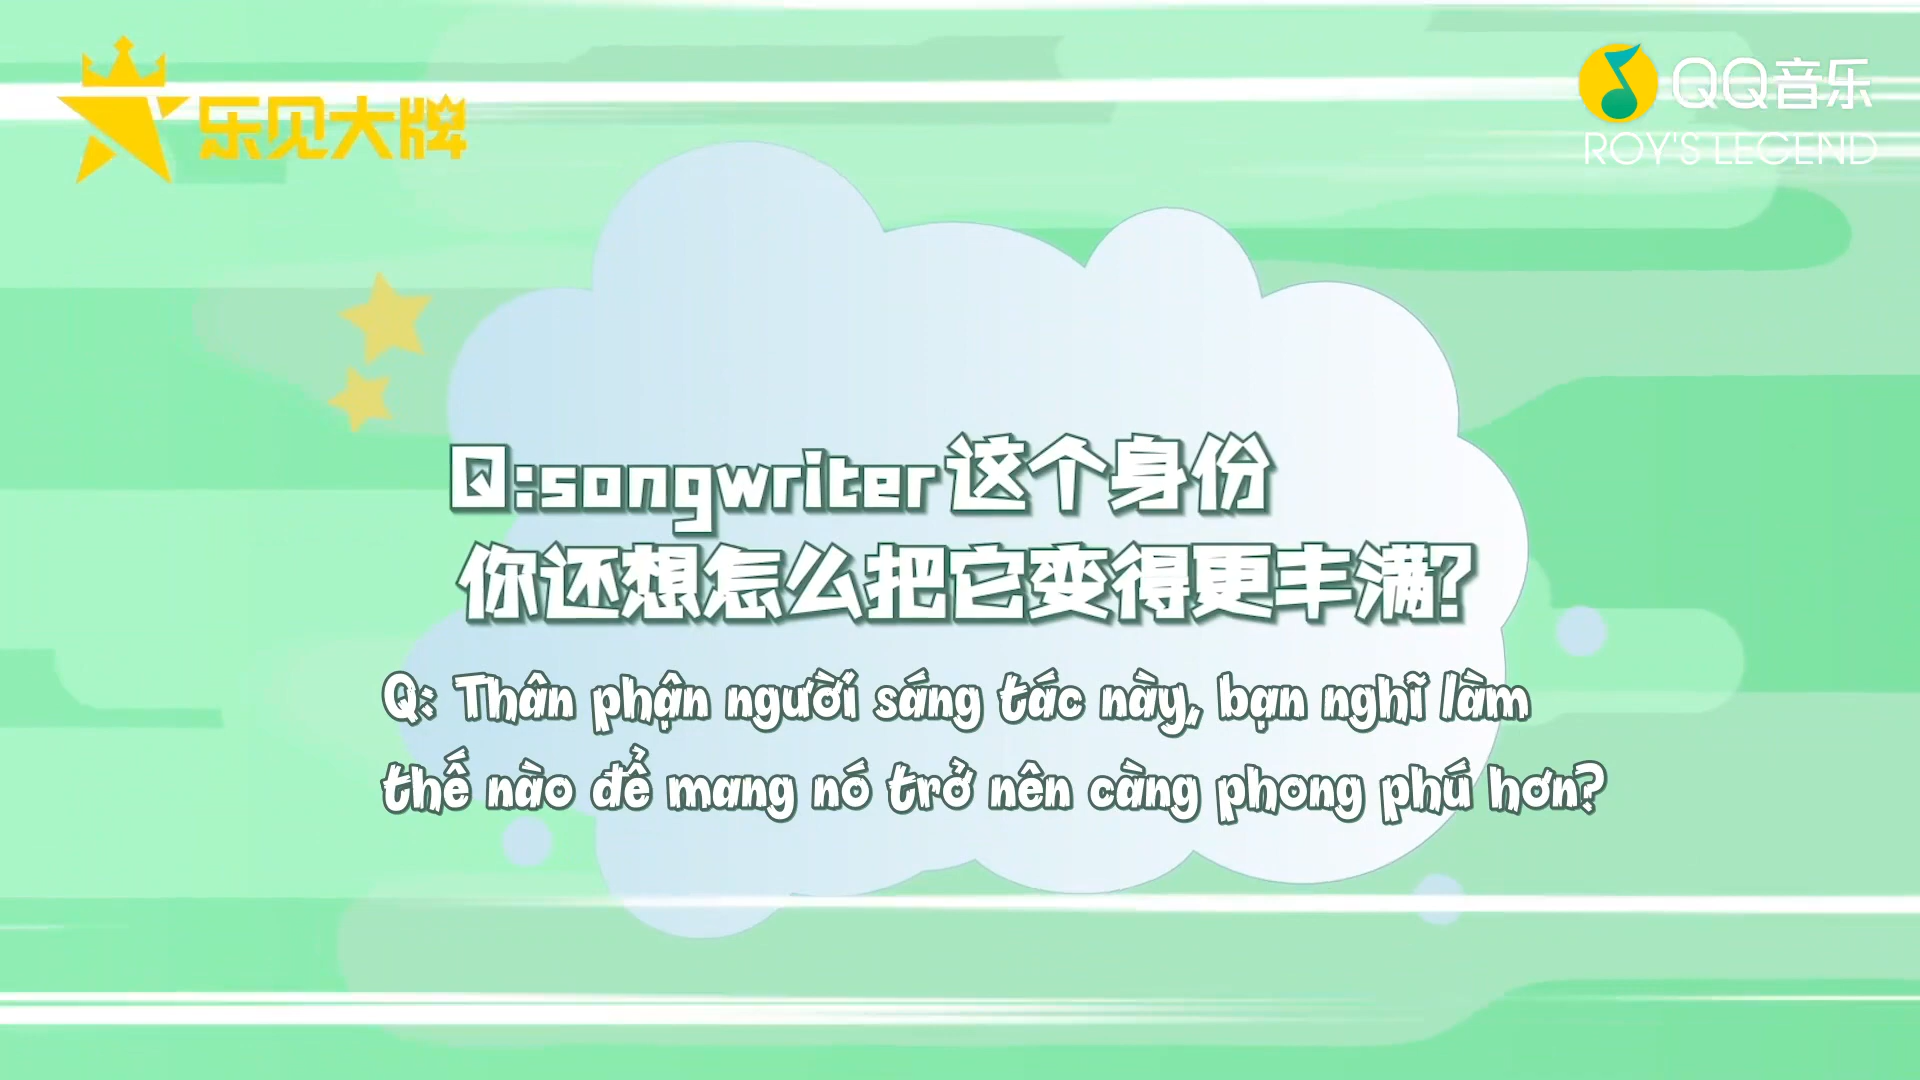 乐见大牌
QQ音乐
ROY'S LEGEND
Q:songwriter这个身份
你还想怎么把它变得更丰满?
Q: Thân phận người sáng tác này, bạn nghĩ làm
thế nào để mang nó trở nên càng phong phú hơn?